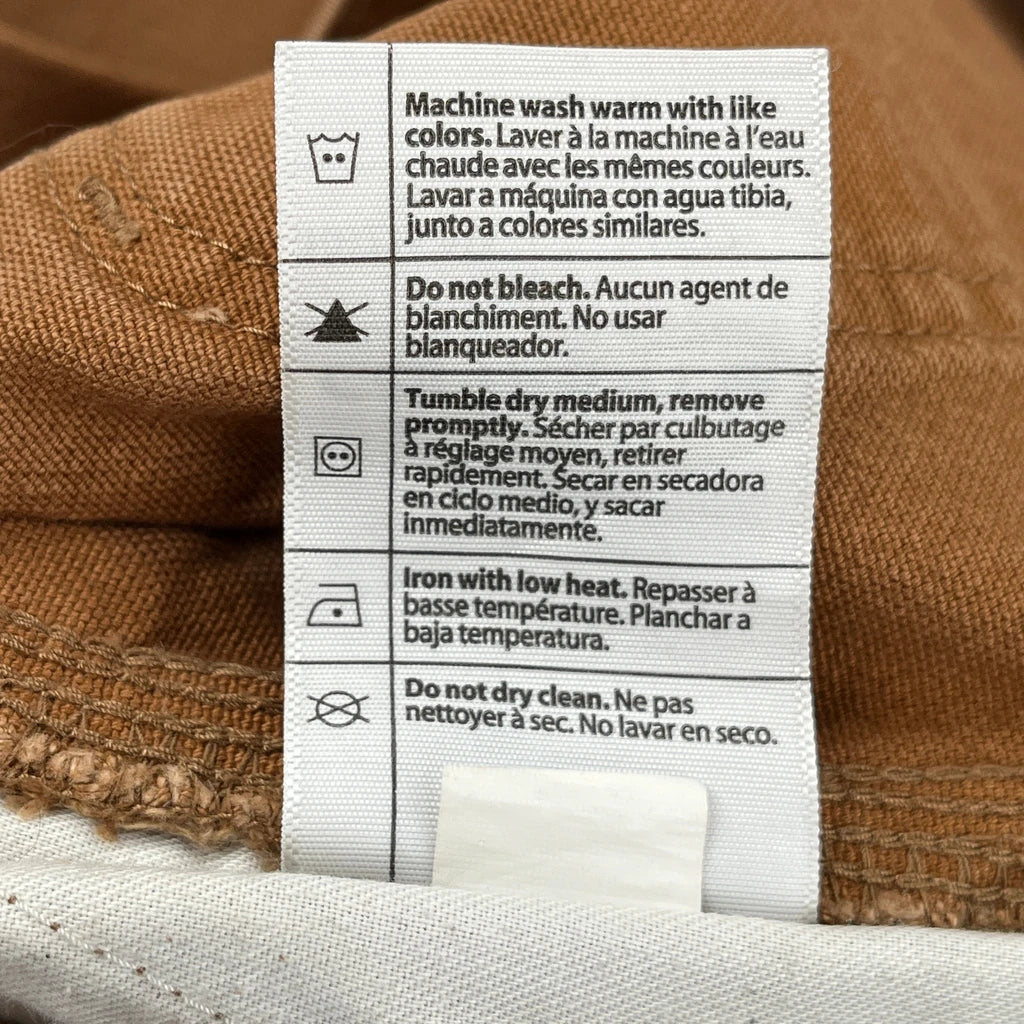 Machine wash warm with like
colors. Laver à la machine à l'eau
chaude avec les mêmes couleurs.
Lavar a máquina con agua tibia,
junto a colores similares.
Do not bleach. Aucun agent de
blanchiment. No usar
blanqueador.
Tumble dry medium, remove
promptly. Sécher par culbutage
à réglage moyen, retirer
rapidement. Secar en secadora
en ciclo medio, y sacar
inmediatamente.
Iron with low heat. Repasser à
basse température. Planchar a
baja temperatura.
Do not dry clean. Ne pas
nettoyer à sec. No lavar en seco.